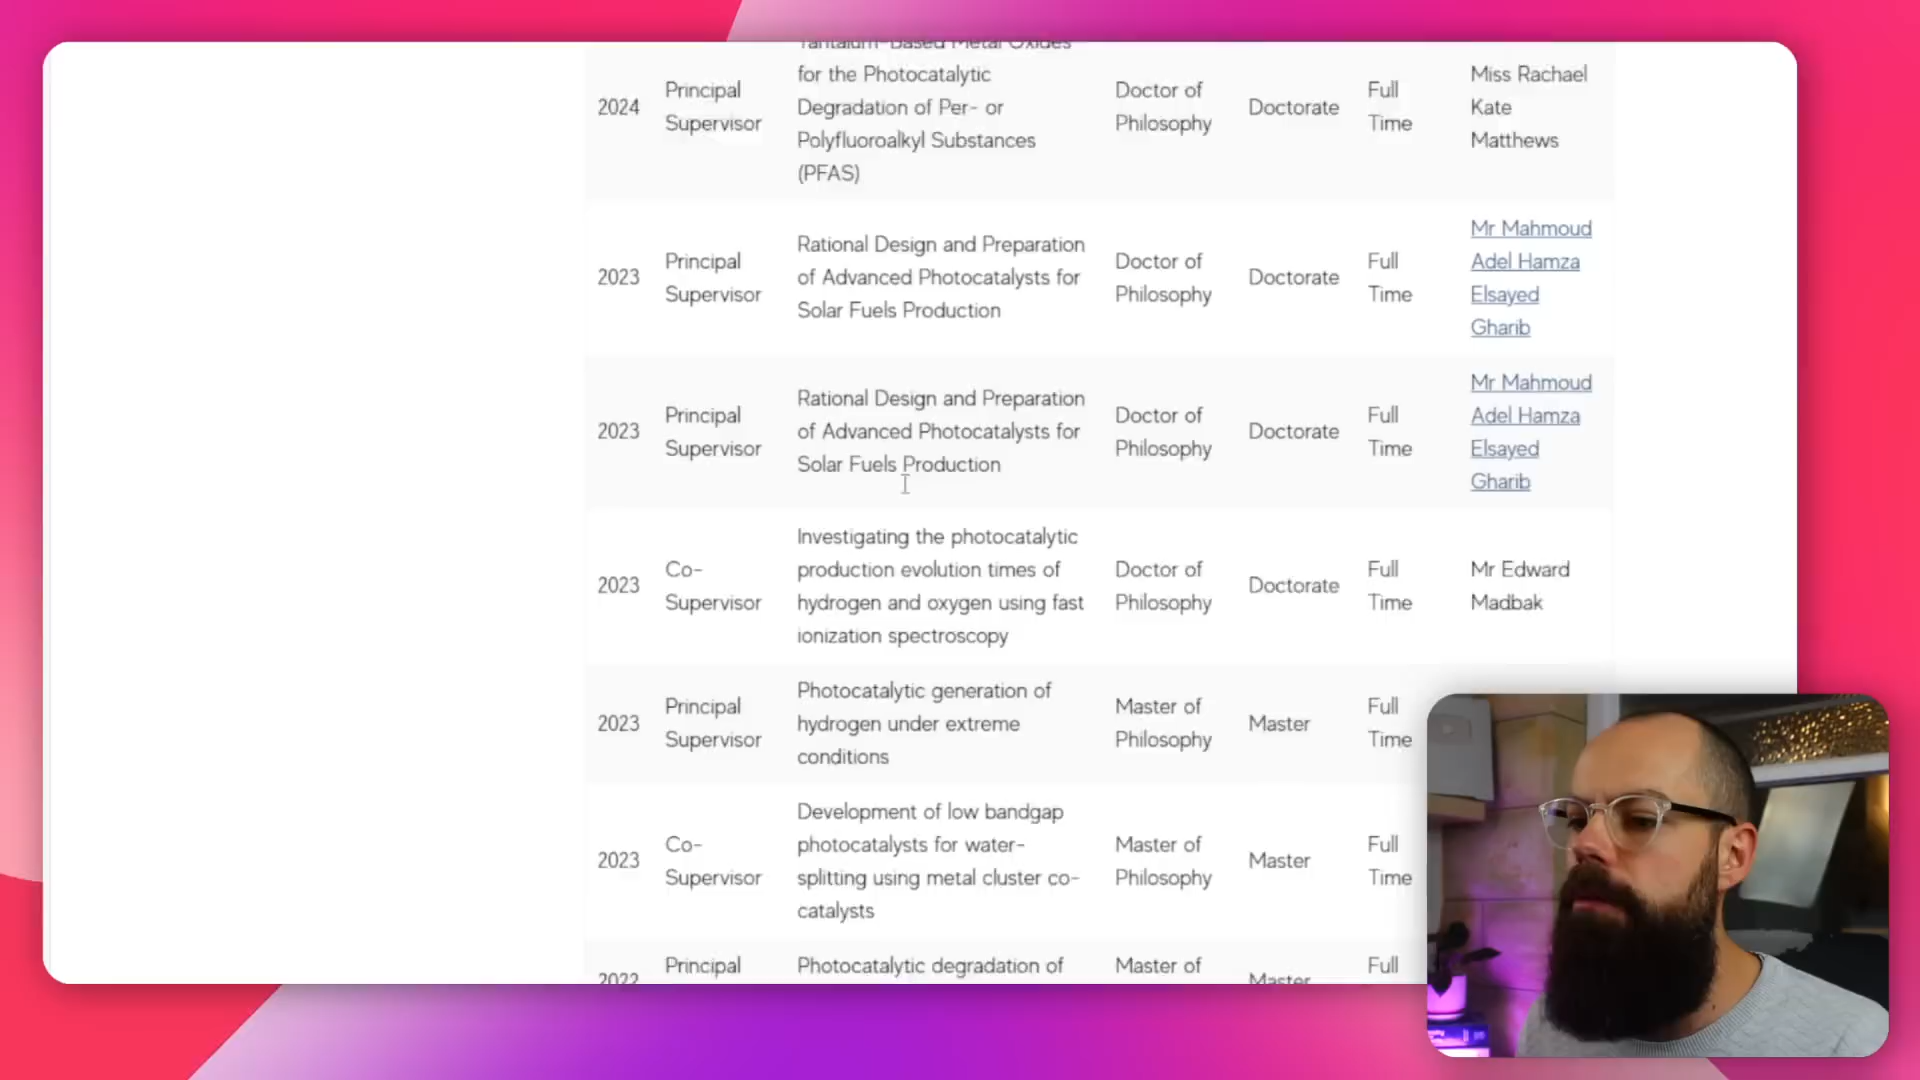 Tantalum-Based Metal Oxides
for the Photocatalytic
Degradation of Per- or
Polyfluoroalkyl Substances
(PFAS)
2024
Principal
Supervisor
Doctor of
Philosophy
Doctorate
Full
Time
Miss Rachael
Kate
Matthews
2023
Principal
Supervisor
Rational Design and Preparation
of Advanced Photocatalysts for
Solar Fuels Production
Doctor of
Philosophy
Doctorate
Full
Time
Mr Mahmoud
Adel Hamza
Elsayed
Gharib
2023
Principal
Supervisor
Rational Design and Preparation
of Advanced Photocatalysts for
Solar Fuels Production
Doctor of
Philosophy
Doctorate
Full
Time
Mr Mahmoud
Adel Hamza
Elsayed
Gharib
2023
Co-
Supervisor
Investigating the photocatalytic
production evolution times of
hydrogen and oxygen using fast
ionization spectroscopy
Doctor of
Philosophy
Doctorate
Full
Time
Mr Edward
Madbak
2023
Principal
Supervisor
Photocatalytic generation of
hydrogen under extreme
conditions
Master of
Philosophy
Master
Full
Time
2023
Co-
Supervisor
Development of low bandgap
photocatalysts for water-
splitting using metal cluster co-
catalysts
Master of
Philosophy
Master
Full
Time
2022
Principal
Photocatalytic degradation of
Master of
Master
Full